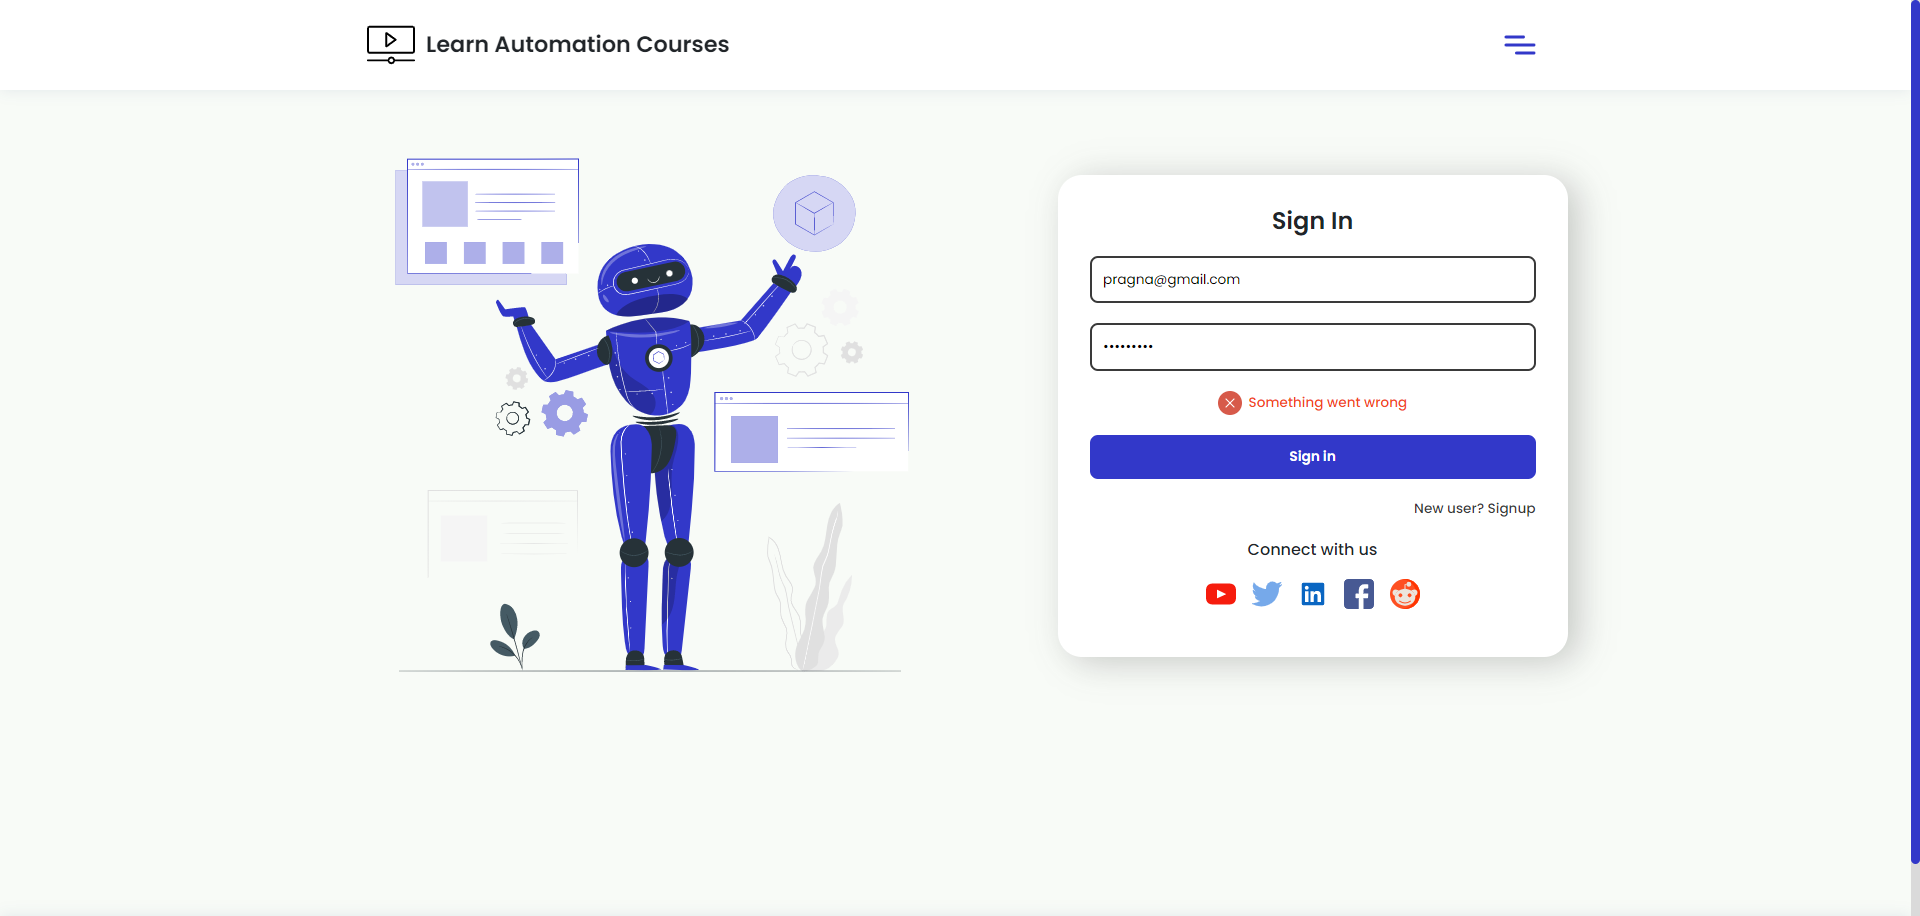 Learn Automation Courses
Sign In
pragna@gmail.com
•••••••••
Something went wrong
Sign in
New user? Signup
Connect with us
in